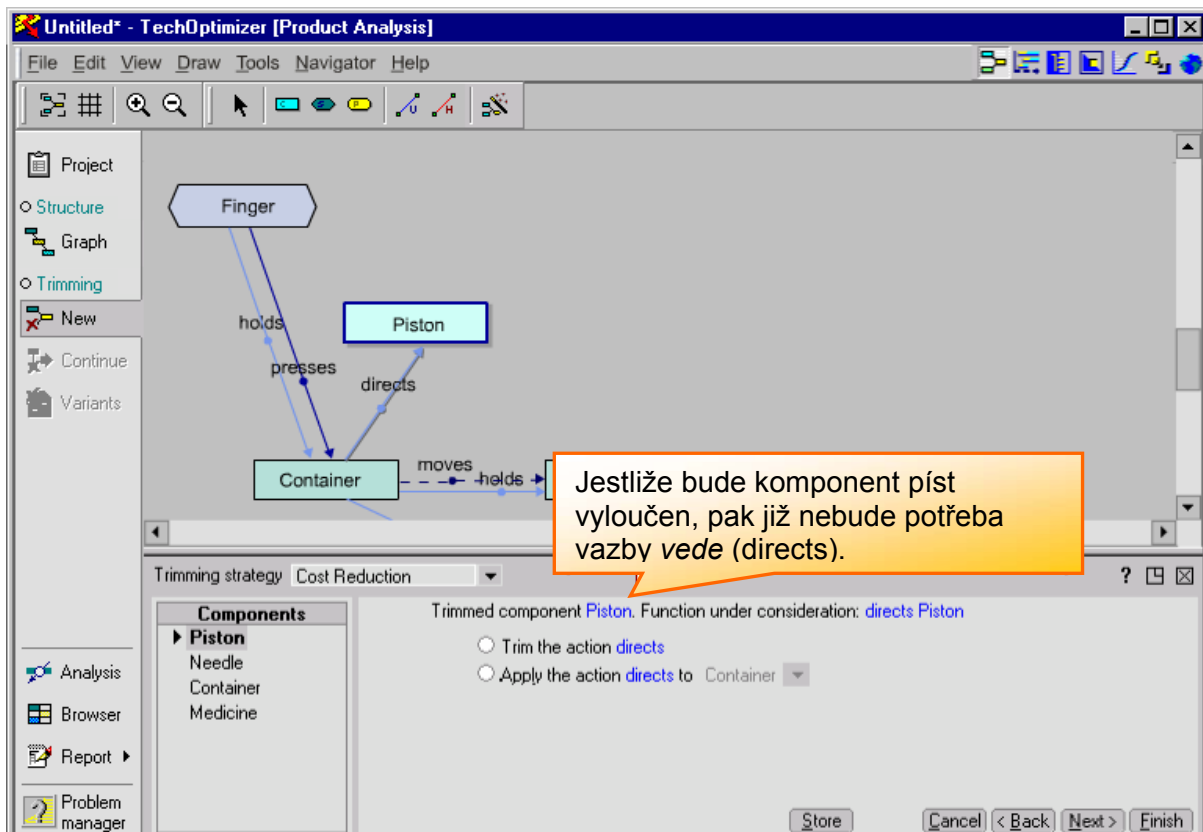 Untitled* - TechOptimizer [Product Analysis]
File Edit View Draw Tools Navigator Help
C S P U H
Project
Structure
Graph
Trimming
New
Continue
Variants
Finger
holds
Piston
presses
directs
Container
moves
holds
Jestliže bude komponent píst
vyloučen, pak již nebude potřeba
vazby vede (directs).
Trimming strategy Cost Reduction
?
Components
Piston
Needle
Container
Medicine
Trimmed component Piston. Function under consideration: directs Piston
Trim the action directs
Apply the action directs to Container
Analysis
Browser
Report
Problem
manager
Store Cancel < Back Next > Finish